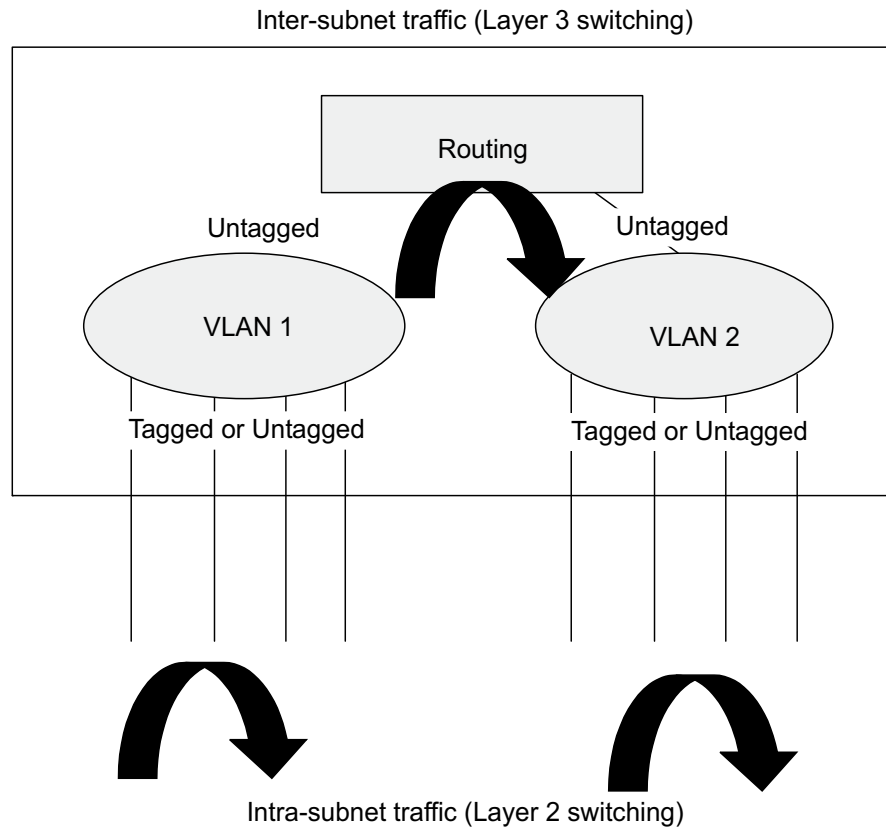 Inter-subnet traffic (Layer 3 switching)
Routing
Untagged
Untagged
VLAN 1
VLAN 2
Tagged or Untagged
Tagged or Untagged
Intra-subnet traffic (Layer 2 switching)